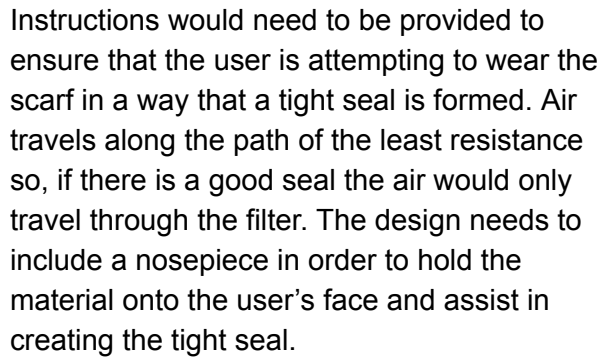 Instructions would need to be provided to
ensure that the user is attempting to wear the
scarf in a way that a tight seal is formed. Air
travels along the path of the least resistance
so, if there is a good seal the air would only
travel through the filter. The design needs to
include a nosepiece in order to hold the
material onto the user’s face and assist in
creating the tight seal.